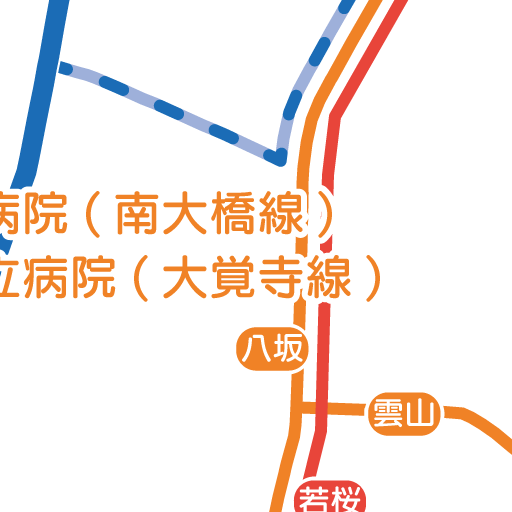 病院（南大橋線）
立病院（大覚寺線）
八坂
雲山
若桜